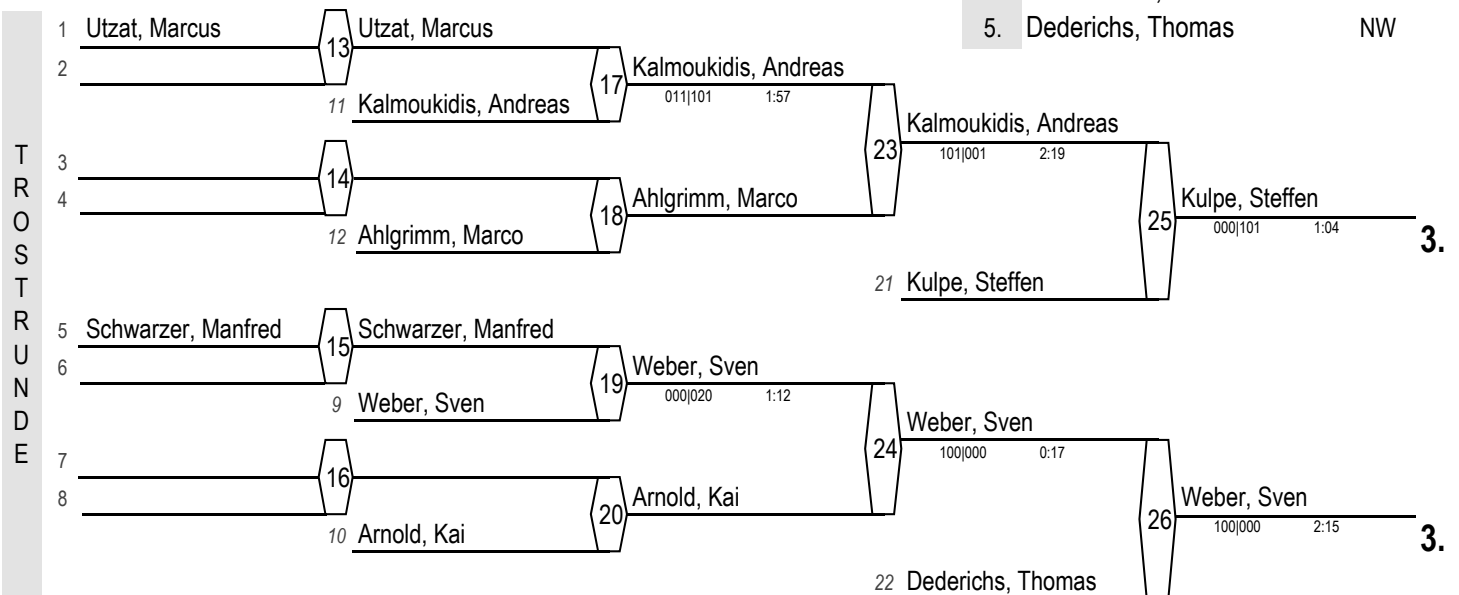 5. Dederichs, Thomas NW
TROSTRUNDE
1 Utzat, Marcus
2
13
Utzat, Marcus
11 Kalmoukidis, Andreas
17
Kalmoukidis, Andreas
011|101 1:57
3
4
14
12 Ahlgrimm, Marco
18
Ahlgrimm, Marco
23
Kalmoukidis, Andreas
101|001 2:19
21 Kulpe, Steffen
25
Kulpe, Steffen
000|101 1:04
3.
5 Schwarzer, Manfred
6
15
Schwarzer, Manfred
9 Weber, Sven
19
Weber, Sven
000|020 1:12
7
8
16
10 Arnold, Kai
20
Arnold, Kai
24
Weber, Sven
100|000 0:17
22 Dederichs, Thomas
26
Weber, Sven
100|000 2:15
3.